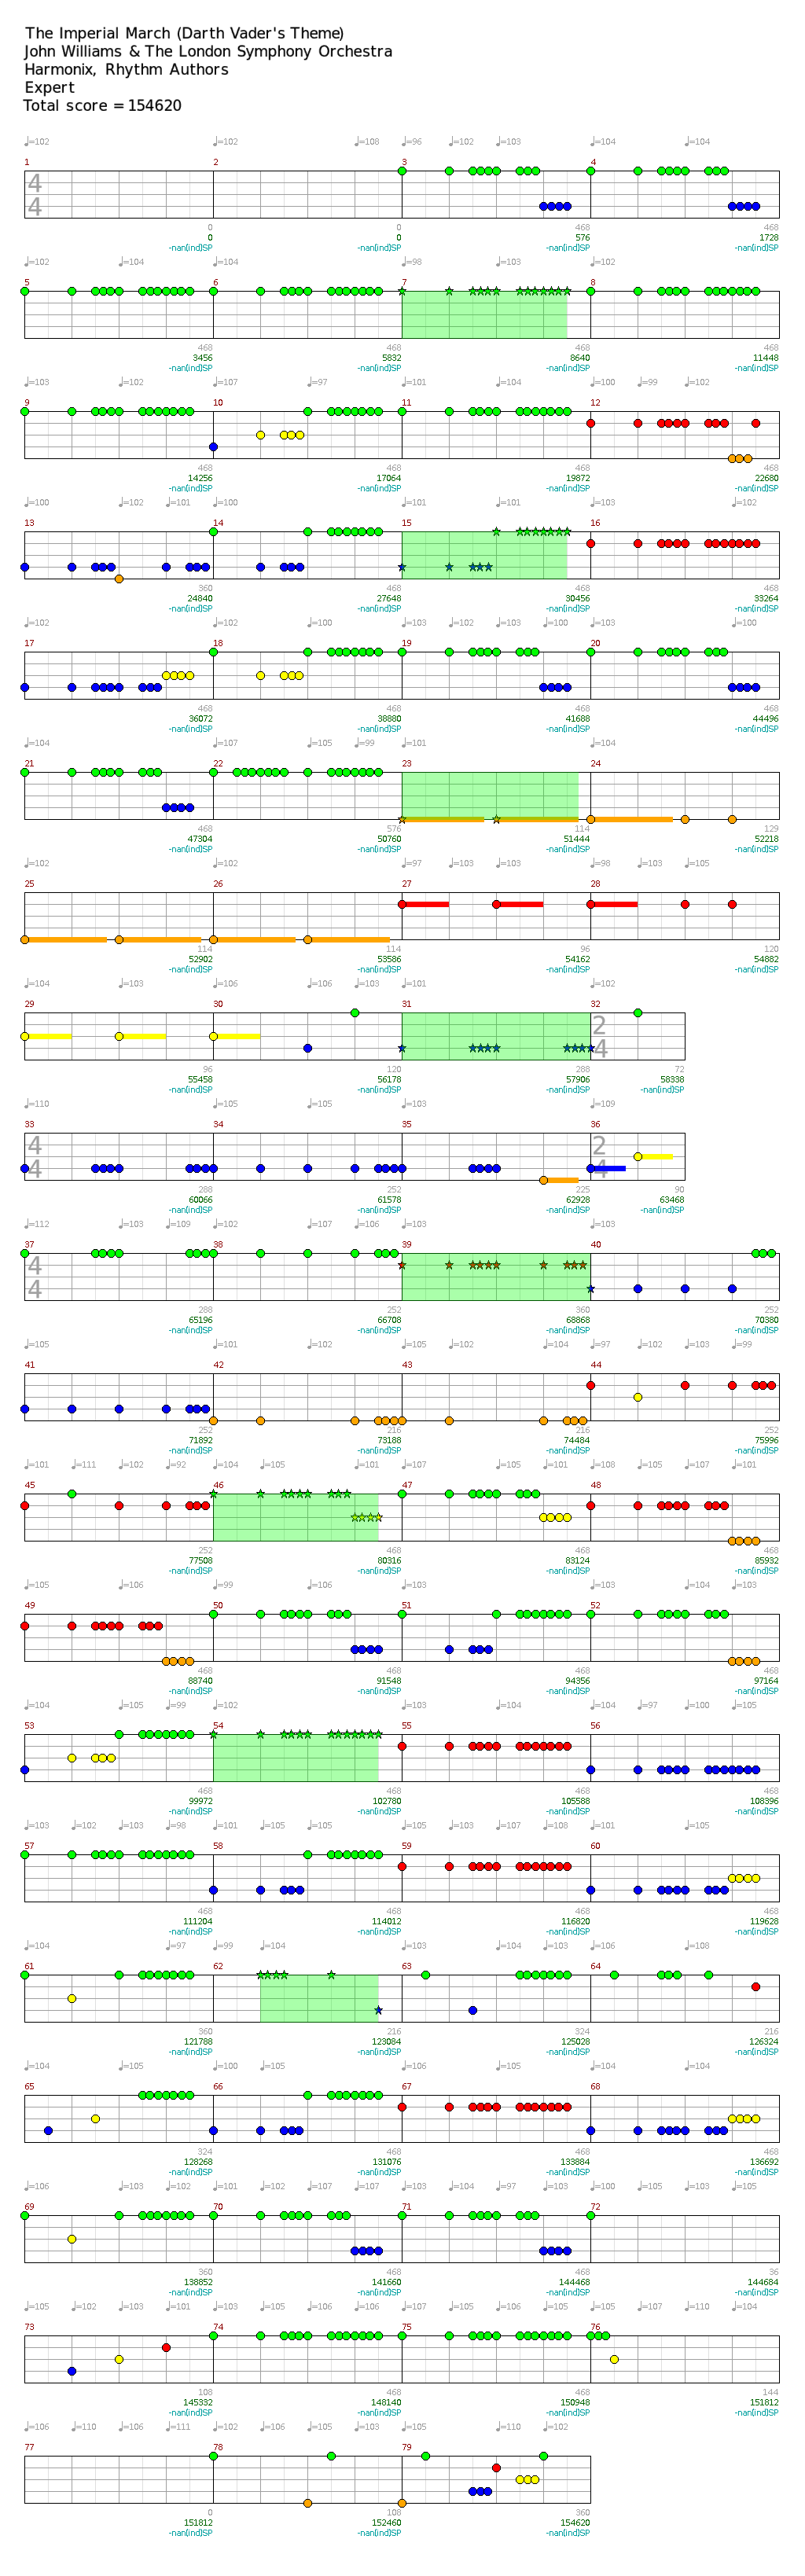 The Imperial March (Darth Vader's Theme)
John Williams & The London Symphony Orchestra
Harmonix, Rhythm Authors
Expert
Total score = 154620
♩=102 ♩=102 ♩=108 ♩=96 ♩=102 ♩=103 ♩=104 ♩=104
1 2 3 4
4
4
0 0 468 468
0 0 576 1728
-nan(ind)SP -nan(ind)SP -nan(ind)SP -nan(ind)SP
♩=102 ♩=104 ♩=104 ♩=98 ♩=103 ♩=102
5 6 7 8
468 468 468 468
3456 5832 8640 11448
-nan(ind)SP -nan(ind)SP -nan(ind)SP -nan(ind)SP
♩=103 ♩=102 ♩=107 ♩=97 ♩=101 ♩=104 ♩=100 ♩=99 ♩=102
9 10 11 12
468 468 468 468
14256 17064 19872 22680
-nan(ind)SP -nan(ind)SP -nan(ind)SP -nan(ind)SP
♩=100 ♩=102 ♩=101 ♩=100 ♩=101 ♩=101 ♩=103 ♩=102
13 14 15 16
360 468 468 468
24840 27648 30456 33264
-nan(ind)SP -nan(ind)SP -nan(ind)SP -nan(ind)SP
♩=102 ♩=102 ♩=100 ♩=103 ♩=102 ♩=103 ♩=100 ♩=103 ♩=100
17 18 19 20
468 468 468 468
36072 38880 41688 44496
-nan(ind)SP -nan(ind)SP -nan(ind)SP -nan(ind)SP
♩=104 ♩=107 ♩=105 ♩=99 ♩=101 ♩=104
21 22 23 24
468 576 114 129
47304 50760 51444 52218
-nan(ind)SP -nan(ind)SP -nan(ind)SP -nan(ind)SP
♩=102 ♩=102 ♩=97 ♩=103 ♩=103 ♩=98 ♩=103 ♩=105
25 26 27 28
114 114 96 120
52902 53586 54162 54882
-nan(ind)SP -nan(ind)SP -nan(ind)SP -nan(ind)SP
♩=104 ♩=103 ♩=106 ♩=103 ♩=101 ♩=102
29 30 31 32
2
4
96 120 288 72
55458 56178 57906 58338
-nan(ind)SP -nan(ind)SP -nan(ind)SP -nan(ind)SP
♩=110 ♩=105 ♩=105 ♩=103 ♩=109
33 34 35 36
4 2
4 4
288 252 225 90
60066 61578 62928 63468
-nan(ind)SP -nan(ind)SP -nan(ind)SP -nan(ind)SP
♩=112 ♩=103 ♩=109 ♩=102 ♩=107 ♩=106 ♩=103 ♩=103
37 38 39 40
4
4
288 252 360 252
65196 66708 68868 70380
-nan(ind)SP -nan(ind)SP -nan(ind)SP -nan(ind)SP
♩=105 ♩=101 ♩=102 ♩=105 ♩=102 ♩=104 ♩=97 ♩=102 ♩=103 ♩=99
41 42 43 44
252 216 216 252
71892 73188 74484 75996
-nan(ind)SP -nan(ind)SP -nan(ind)SP -nan(ind)SP
♩=101 ♩=111 ♩=102 ♩=92 ♩=104 ♩=105 ♩=101 ♩=107 ♩=104 ♩=101 ♩=108 ♩=105 ♩=107 ♩=101
45 46 47 48
252 468 468 468
77508 80316 83124 85932
-nan(ind)SP -nan(ind)SP -nan(ind)SP -nan(ind)SP
♩=105 ♩=106 ♩=99 ♩=106 ♩=103 ♩=103 ♩=104 ♩=103
49 50 51 52
468 468 468 468
88740 91548 94356 97164
-nan(ind)SP -nan(ind)SP -nan(ind)SP -nan(ind)SP
♩=104 ♩=105 ♩=99 ♩=102 ♩=103 ♩=104 ♩=104 ♩=97 ♩=100 ♩=105
53 54 55 56
468 468 468 468
99972 102780 105588 108396
-nan(ind)SP -nan(ind)SP -nan(ind)SP -nan(ind)SP
♩=103 ♩=102 ♩=103 ♩=98 ♩=101 ♩=105 ♩=105 ♩=105 ♩=103 ♩=107 ♩=108 ♩=101 ♩=105
57 58 59 60
468 468 468 468
111204 114012 116820 119628
-nan(ind)SP -nan(ind)SP -nan(ind)SP -nan(ind)SP
♩=104 ♩=97 ♩=99 ♩=104 ♩=103 ♩=104 ♩=103 ♩=106 ♩=108
61 62 63 64
360 216 324 216
121788 123084 125028 126324
-nan(ind)SP -nan(ind)SP -nan(ind)SP -nan(ind)SP
♩=104 ♩=105 ♩=100 ♩=105 ♩=106 ♩=105 ♩=104 ♩=104
65 66 67 68
324 468 468 468
128268 131076 133884 136692
-nan(ind)SP -nan(ind)SP -nan(ind)SP -nan(ind)SP
♩=106 ♩=103 ♩=102 ♩=101 ♩=102 ♩=107 ♩=107 ♩=103 ♩=104 ♩=97 ♩=103 ♩=100 ♩=103 ♩=105 ♩=105
69 70 71 72
360 468 468 36
138852 141660 144468 144684
-nan(ind)SP -nan(ind)SP -nan(ind)SP -nan(ind)SP
♩=105 ♩=102 ♩=103 ♩=101 ♩=103 ♩=105 ♩=105 ♩=107 ♩=105 ♩=106 ♩=105 ♩=105 ♩=107 ♩=110 ♩=104
73 74 75 76
108 468 468 144
145332 148140 150948 151812
-nan(ind)SP -nan(ind)SP -nan(ind)SP -nan(ind)SP
♩=106 ♩=110 ♩=106 ♩=111 ♩=102 ♩=106 ♩=105 ♩=103 ♩=105 ♩=110 ♩=102
77 78 79
0 108 360
151812 152460 154620
-nan(ind)SP -nan(ind)SP -nan(ind)SP